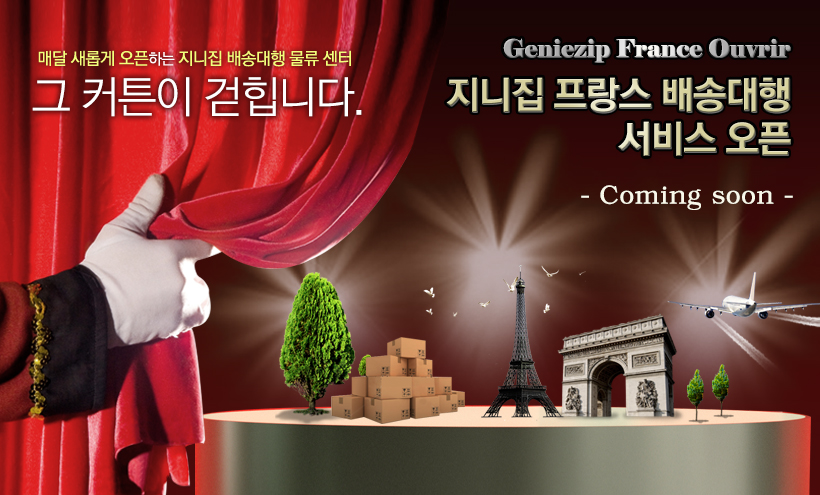 매달 새롭게 오픈하는 지니집 배송대행 물류 센터
그 커튼이 걷힙니다.
Geniezip France Ouvrir
지니집 프랑스 배송대행
서비스 오픈
- Coming soon -